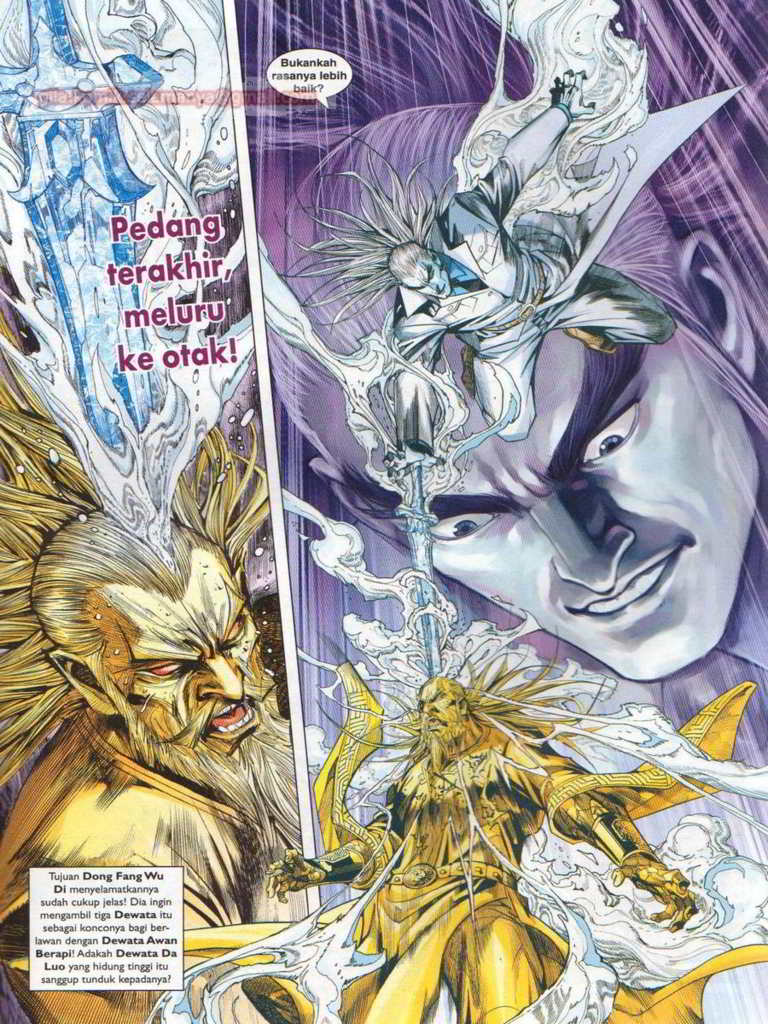 Pedang
terakhir,
meluru
ke otak!
Bukankah
rasanya lebih
baik?
Tujuan Dong Fang Wu
Di menyelamatkannya
sudah cukup jelas! Dia ingin
mengambil tiga Dewata itu
sebagai konconya bagi ber-
lawan dengan Dewata Awan
Berapi! Adakah Dewata Da
Luo yang hidung tinggi itu
sanggup tunduk kepadanya?